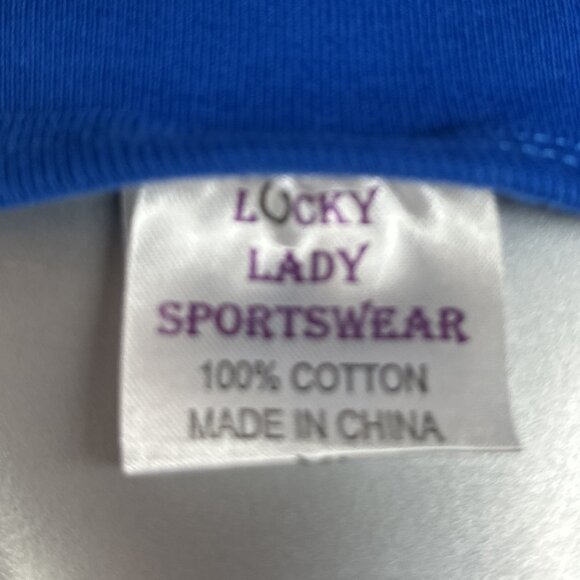 LUCKY
LADY
SPORTSWEAR
100% COTTON
MADE IN CHINA